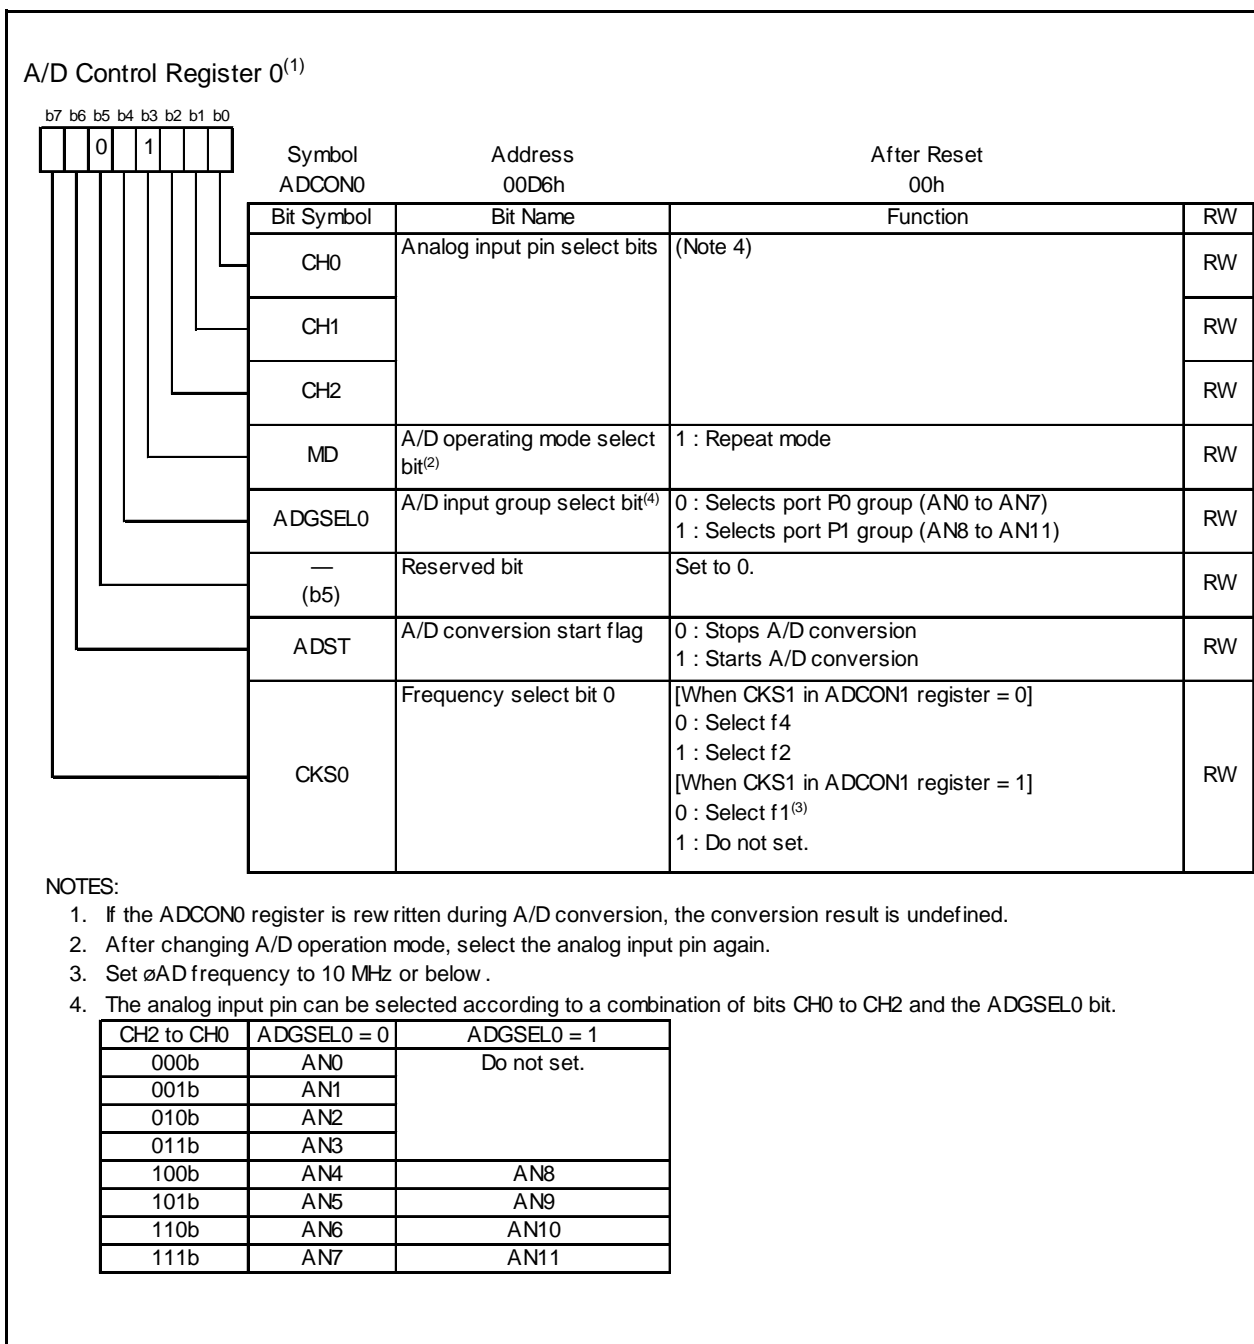 A/D Control Register 0(1)
b7 b6 b5 b4 b3 b2 b1 b0
0 1
Symbol Address After Reset
ADCON0 00D6h 00h
Bit Symbol Bit Name Function RW
CH0 Analog input pin select bits (Note 4) RW
CH1 RW
CH2 RW
MD A/D operating mode select bit(2) 1 : Repeat mode RW
ADGSEL0 A/D input group select bit(4) 0 : Selects port P0 group (AN0 to AN7)
1 : Selects port P1 group (AN8 to AN11) RW
— (b5) Reserved bit Set to 0. RW
ADST A/D conversion start flag 0 : Stops A/D conversion
1 : Starts A/D conversion RW
CKS0 Frequency select bit 0 [When CKS1 in ADCON1 register = 0]
0 : Select f4
1 : Select f2
[When CKS1 in ADCON1 register = 1]
0 : Select f1(3)
1 : Do not set. RW
NOTES:
1. If the ADCON0 register is rewritten during A/D conversion, the conversion result is undefined.
2. After changing A/D operation mode, select the analog input pin again.
3. Set øAD frequency to 10 MHz or below.
4. The analog input pin can be selected according to a combination of bits CH0 to CH2 and the ADGSEL0 bit.
CH2 to CH0 ADGSEL0 = 0 ADGSEL0 = 1
000b AN0 Do not set.
001b AN1
010b AN2
011b AN3
100b AN4 AN8
101b AN5 AN9
110b AN6 AN10
111b AN7 AN11